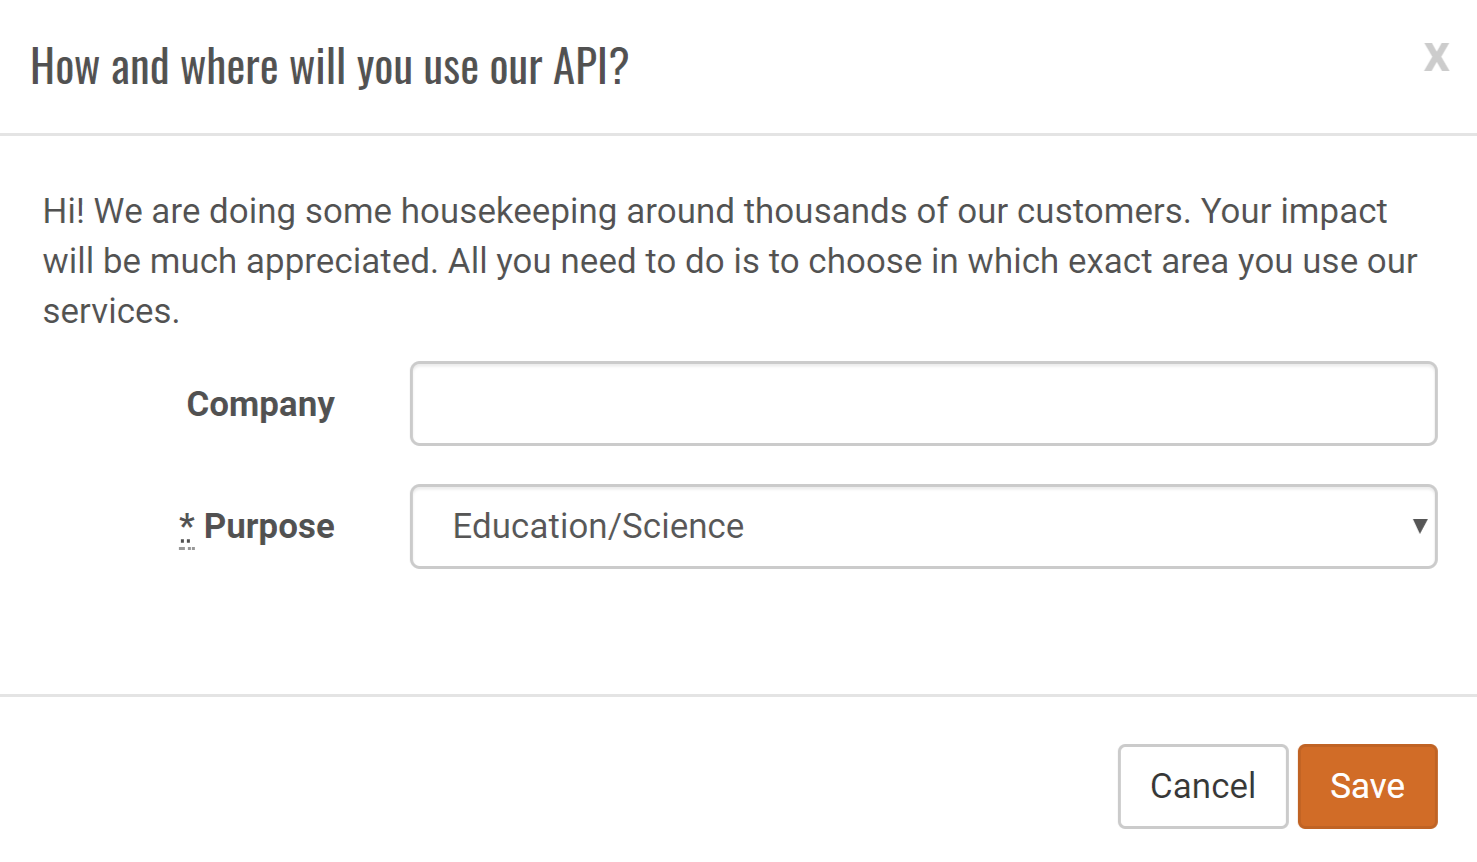 How and where will you use our API?
x
Hi! We are doing some housekeeping around thousands of our customers. Your impact
will be much appreciated. All you need to do is to choose in which exact area you use our
services.
Company
* Purpose
Education/Science
Cancel
Save